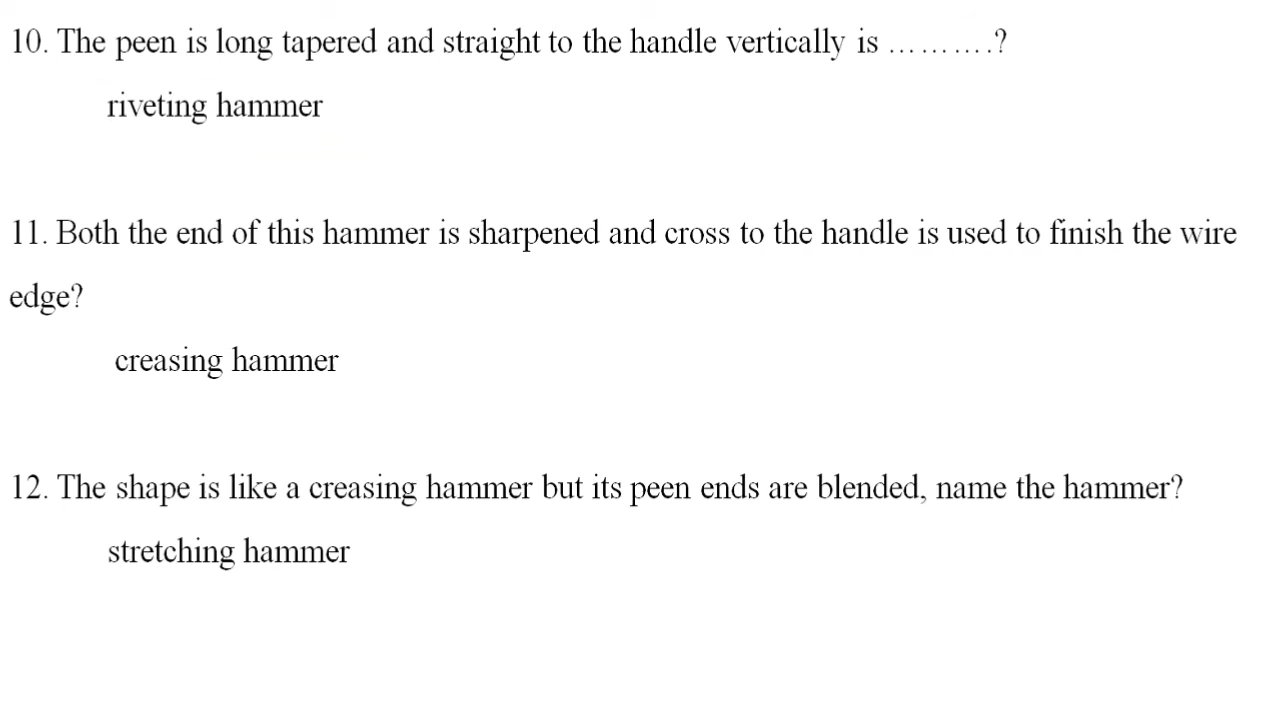 10. The peen is long tapered and straight to the handle vertically is ……….?
riveting hammer
11. Both the end of this hammer is sharpened and cross to the handle is used to finish the wire
edge?
creasing hammer
12. The shape is like a creasing hammer but its peen ends are blended, name the hammer?
stretching hammer